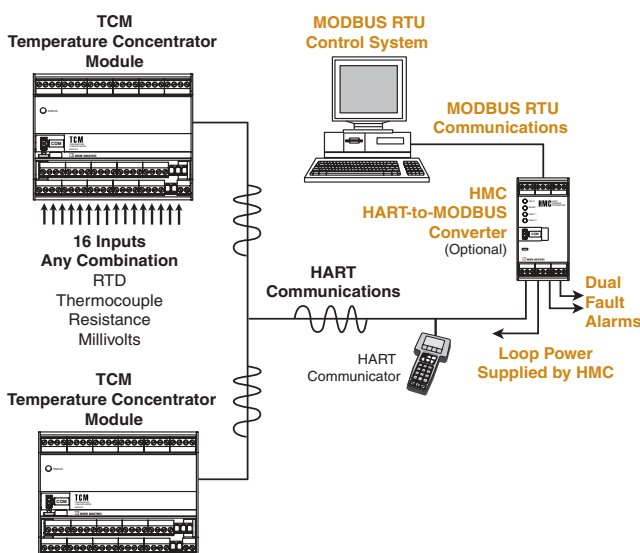 TCM
Temperature Concentrator
Module
MODBUS RTU
Control System
MODBUS RTU
Communications
COM
TCM
HMC
HART-to-MODBUS
Converter
(Optional)
HMC
16 Inputs
Any Combination
RTD
Thermocouple
Resistance
Millivolts
HART
Communications
Dual
Fault
Alarms
HART
Communicator
Loop Power
Supplied by HMC
TCM
Temperature Concentrator
Module
COM
TCM